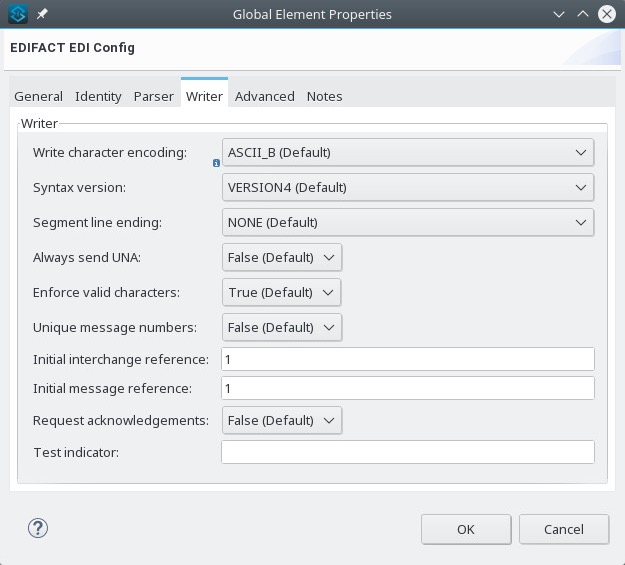 Global Element Properties
EDIFACT EDI Config
General Identity Parser Writer Advanced Notes
Writer
Write character encoding: ASCII_B (Default)
Syntax version: VERSION4 (Default)
Segment line ending: NONE (Default)
Always send UNA: False (Default)
Enforce valid characters: True (Default)
Unique message numbers: False (Default)
Initial interchange reference: 1
Initial message reference: 1
Request acknowledgements: False (Default)
Test indicator:
? OK Cancel